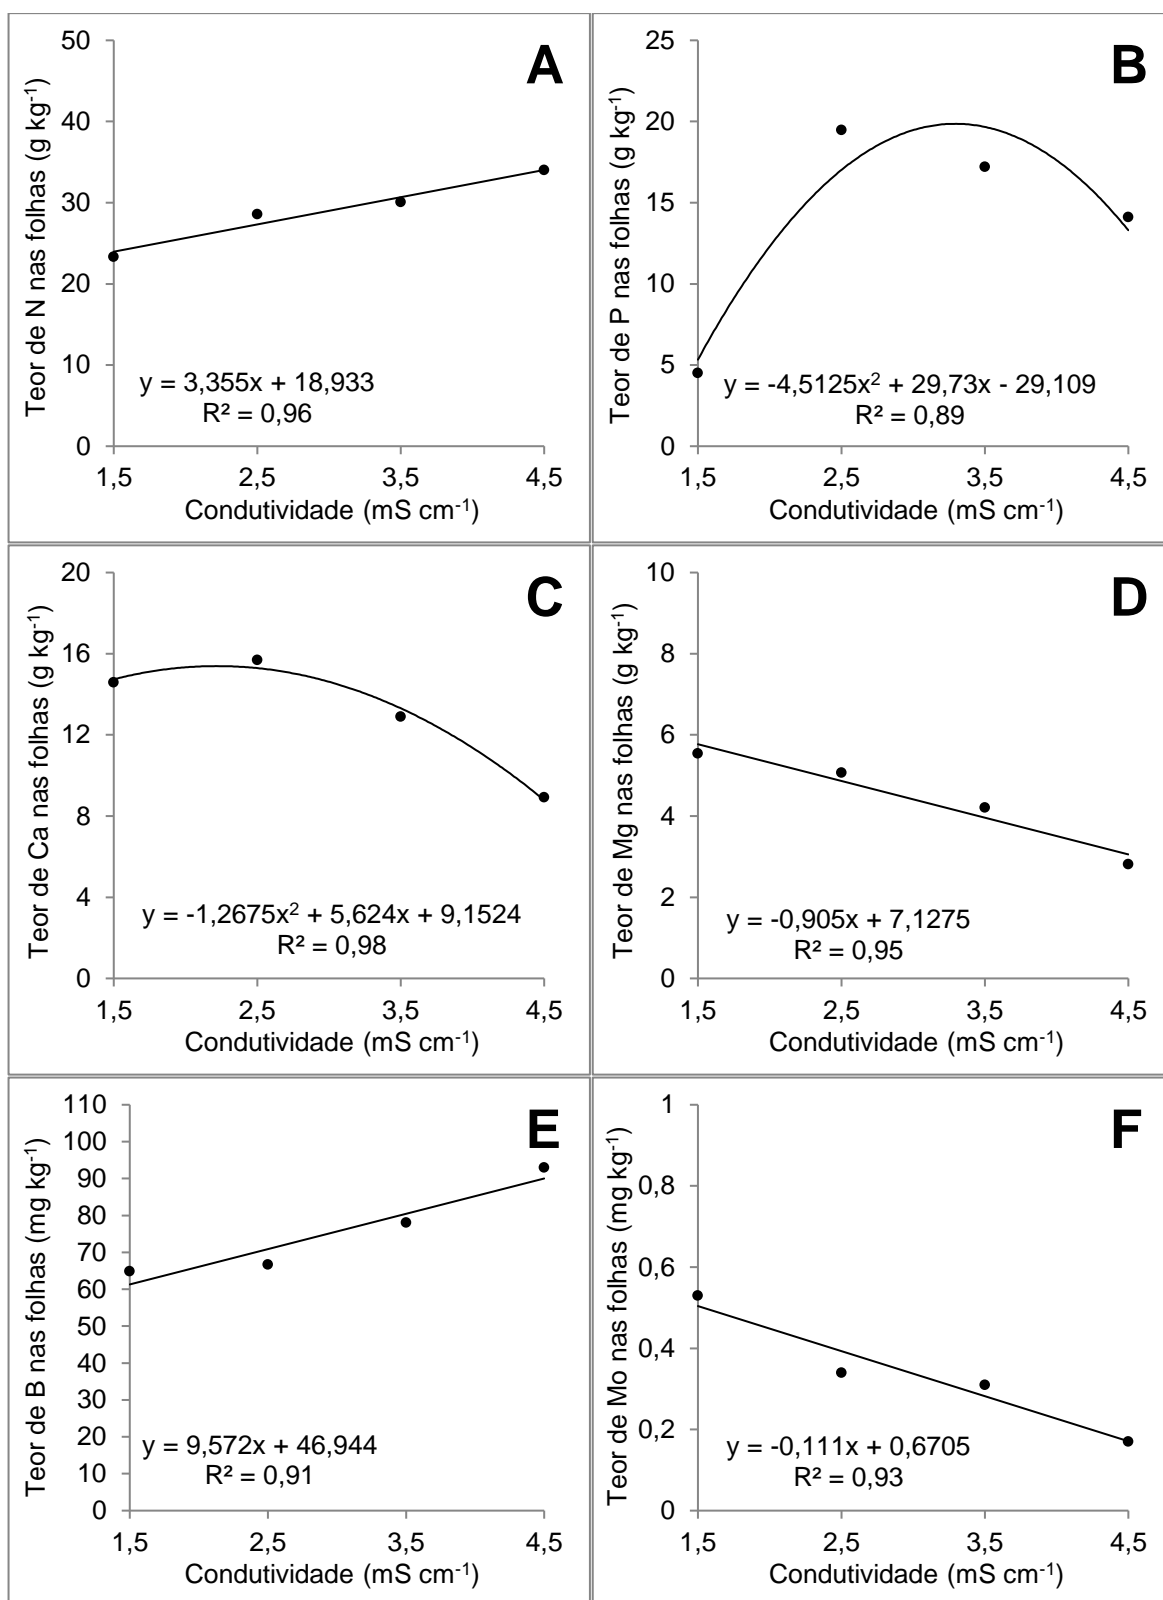 A
Teor de N nas folhas (g kg⁻¹)
50
40
30
20
10
0
y = 3,355x + 18,933
R² = 0,96
1,5 2,5 3,5 4,5
Condutividade (mS cm⁻¹)
B
Teor de P nas folhas (g kg⁻¹)
25
20
15
10
5
0
y = -4,5125x² + 29,73x - 29,109
R² = 0,89
1,5 2,5 3,5 4,5
Condutividade (mS cm⁻¹)
C
Teor de Ca nas folhas (g kg⁻¹)
20
16
12
8
4
0
y = -1,2675x² + 5,624x + 9,1524
R² = 0,98
1,5 2,5 3,5 4,5
Condutividade (mS cm⁻¹)
D
Teor de Mg nas folhas (g kg⁻¹)
10
8
6
4
2
0
y = -0,905x + 7,1275
R² = 0,95
1,5 2,5 3,5 4,5
Condutividade (mS cm⁻¹)
E
Teor de B nas folhas (mg kg⁻¹)
110
100
90
80
70
60
50
40
30
20
10
0
y = 9,572x + 46,944
R² = 0,91
1,5 2,5 3,5 4,5
Condutividade (mS cm⁻¹)
F
Teor de Mo nas folhas (mg kg⁻¹)
1
0,8
0,6
0,4
0,2
0
y = -0,111x + 0,6705
R² = 0,93
1,5 2,5 3,5 4,5
Condutividade (mS cm⁻¹)